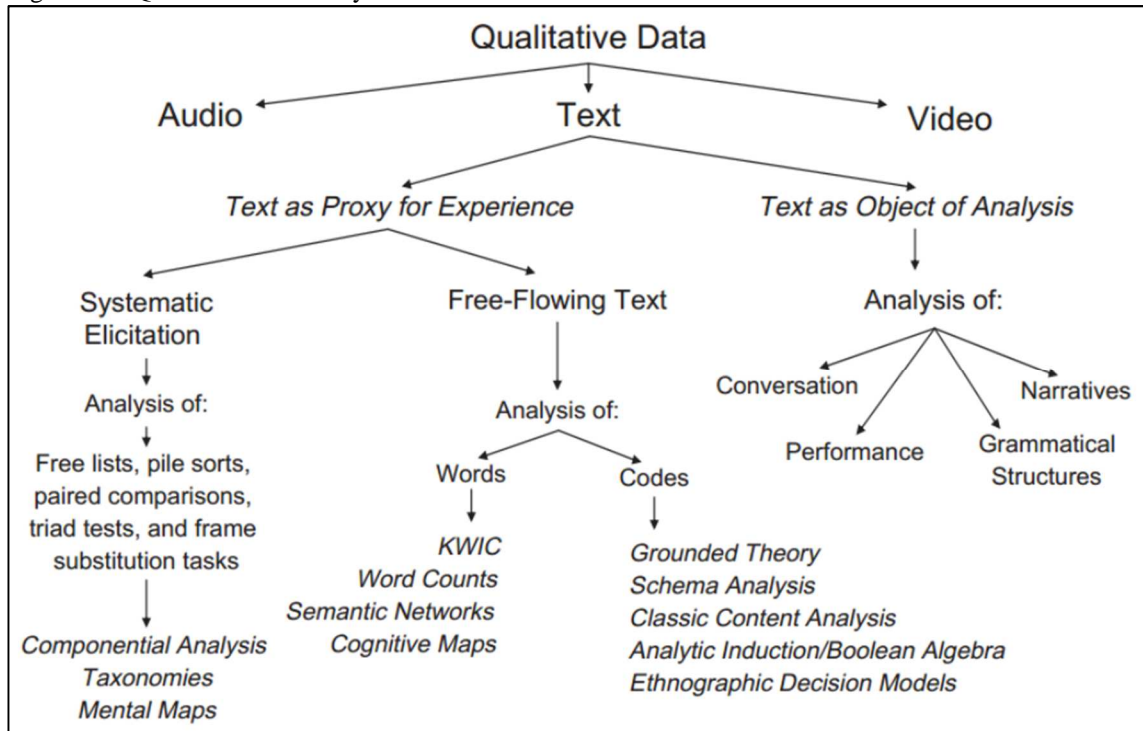 Qualitative Data
Audio
Text
Video
Text as Proxy for Experience
Text as Object of Analysis
Systematic
Elicitation
Free-Flowing Text
Analysis of:
Analysis of:
Free lists, pile sorts,
paired comparisons,
triad tests, and frame
substitution tasks
Componential Analysis
Taxonomies
Mental Maps
Analysis of:
Words
Codes
KWIC
Word Counts
Semantic Networks
Cognitive Maps
Grounded Theory
Schema Analysis
Classic Content Analysis
Analytic Induction/Boolean Algebra
Ethnographic Decision Models
Conversation
Narratives
Performance
Grammatical
Structures